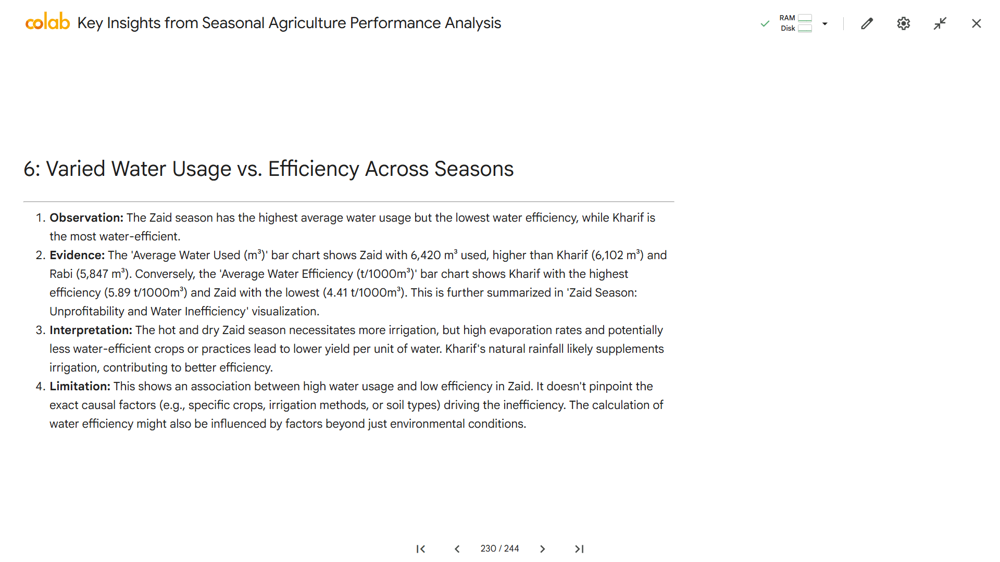 colab Key Insights from Seasonal Agriculture Performance Analysis
RAM
Disk
6: Varied Water Usage vs. Efficiency Across Seasons
1. Observation: The Zaid season has the highest average water usage but the lowest water efficiency, while Kharif is
the most water-efficient.
2. Evidence: The 'Average Water Used (m³)' bar chart shows Zaid with 6,420 m³ used, higher than Kharif (6,102 m³) and
Rabi (5,847 m³). Conversely, the 'Average Water Efficiency (t/1000m³)' bar chart shows Kharif with the highest
efficiency (5.89 t/1000m³) and Zaid with the lowest (4.41 t/1000m³). This is further summarized in 'Zaid Season:
Unprofitability and Water Inefficiency' visualization.
3. Interpretation: The hot and dry Zaid season necessitates more irrigation, but high evaporation rates and potentially
less water-efficient crops or practices lead to lower yield per unit of water. Kharif's natural rainfall likely supplements
irrigation, contributing to better efficiency.
4. Limitation: This shows an association between high water usage and low efficiency in Zaid. It doesn't pinpoint the
exact causal factors (e.g., specific crops, irrigation methods, or soil types) driving the inefficiency. The calculation of
water efficiency might also be influenced by factors beyond just environmental conditions.
230 / 244